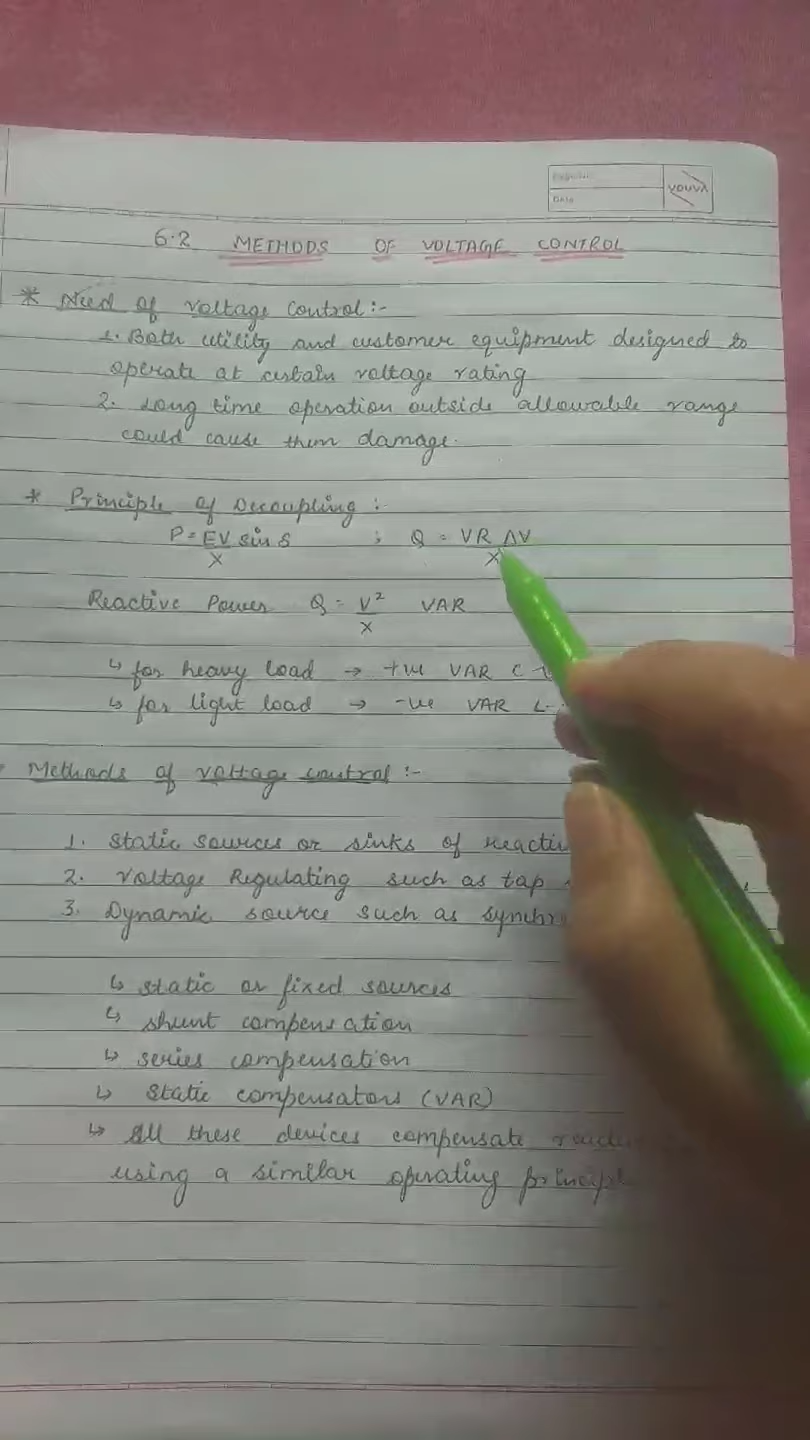 Page No.
Date
YOUVA
6.2 METHODS OF VOLTAGE CONTROL
* Need of Voltage Control :-
1. Both utility and customer equipment designed to
operate at certain voltage rating
2. Long time operation outside allowable range
could cause them damage.
* Principle of Decoupling :
P = EV sin δ ; Q = VR ΔV
X X
Reactive Power Q = V² VAR
X
↳ for heavy load → +ve VAR C
↳ for light load → -ve VAR L
Methods of voltage control :-
1. Static sources or sinks of
2. Voltage Regulating such as tap
3. Dynamic source such as
↳ static or fixed sources
↳ shunt compensation
↳ series compensation
↳ Static compensators (VAR)
↳ All these devices compensate
using a similar operating